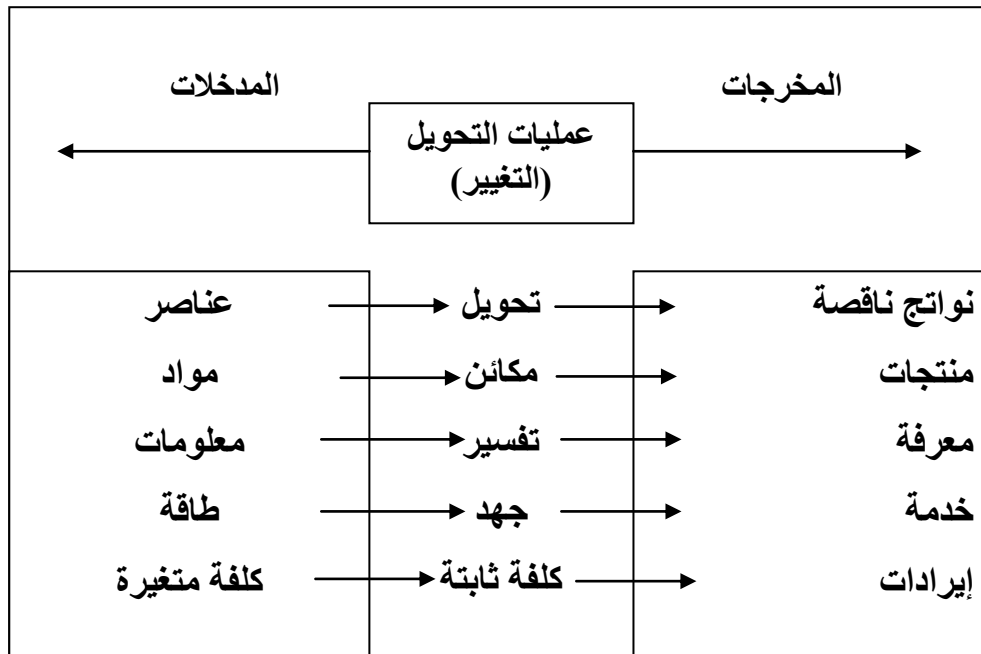 المدخلات
المخرجات
عمليات التحويل
(التغيير)
عناصر
تحويل
نواتج ناقصة
مواد
مكائن
منتجات
معلومات
تفسير
معرفة
طاقة
جهد
خدمة
كلفة متغيرة
كلفة ثابتة
إيرادات